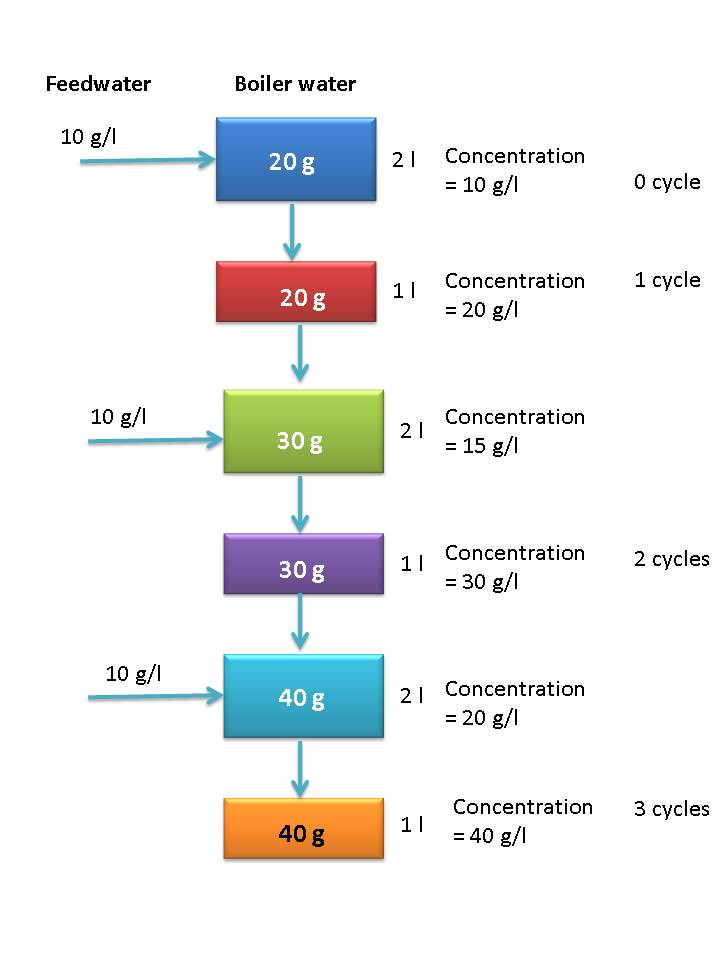 Feedwater
Boiler water
10 g/l
20 g
2 l
Concentration
= 10 g/l
0 cycle
20 g
1 l
Concentration
= 20 g/l
1 cycle
10 g/l
30 g
2 l
Concentration
= 15 g/l
30 g
1 l
Concentration
= 30 g/l
2 cycles
10 g/l
40 g
2 l
Concentration
= 20 g/l
40 g
1 l
Concentration
= 40 g/l
3 cycles